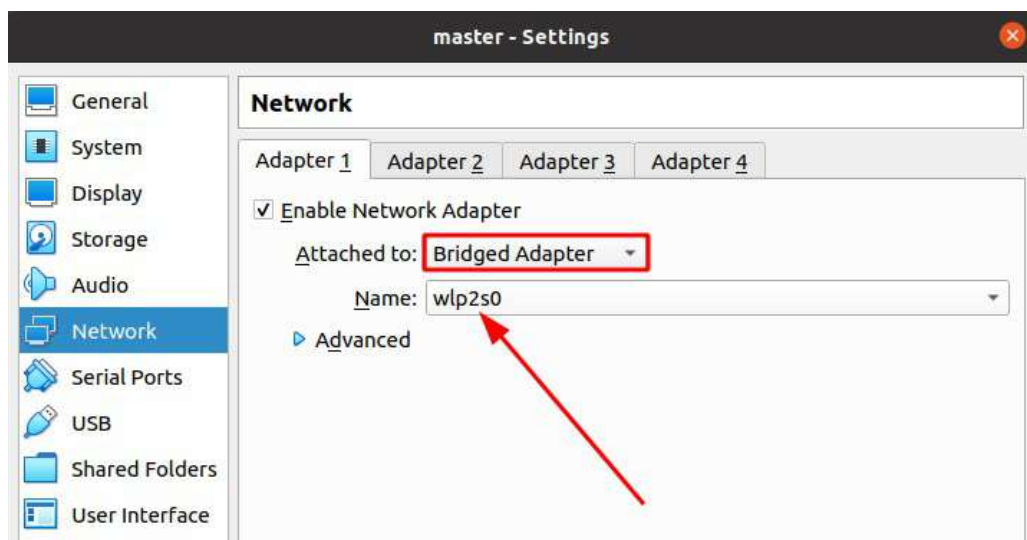 master - Settings
General
System
Display
Storage
Audio
Network
Serial Ports
USB
Shared Folders
User Interface
Network
Adapter 1 Adapter 2 Adapter 3 Adapter 4
Enable Network Adapter
Attached to: Bridged Adapter
Name: wlp2s0
Advanced